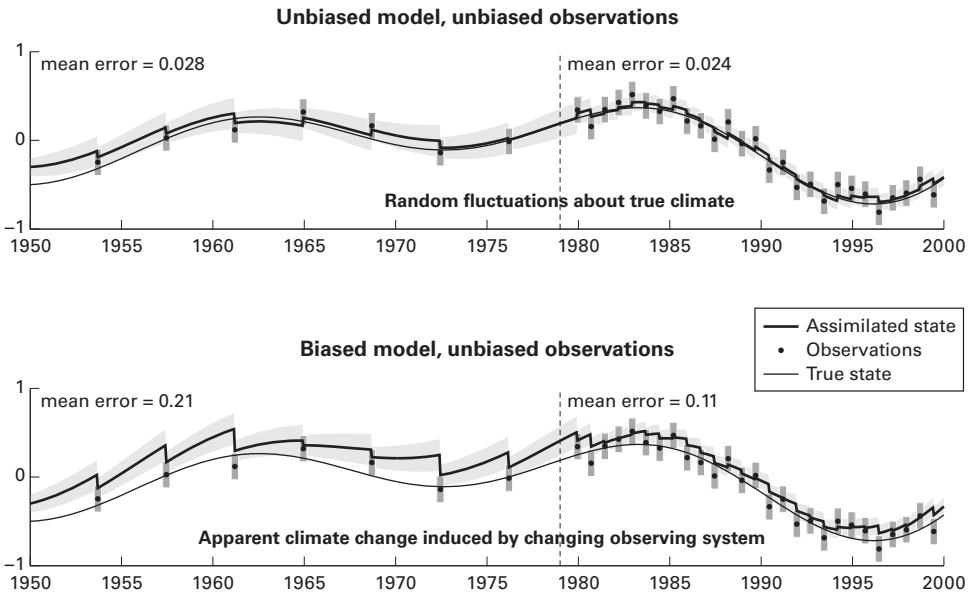 Unbiased model, unbiased observations
1
mean error = 0.028
mean error = 0.024
0
Random fluctuations about true climate
−1
1950 1955 1960 1965 1970 1975 1980 1985 1990 1995 2000
Assimilated state
Observations
True state
Biased model, unbiased observations
1
mean error = 0.21
mean error = 0.11
0
Apparent climate change induced by changing observing system
−1
1950 1955 1960 1965 1970 1975 1980 1985 1990 1995 2000